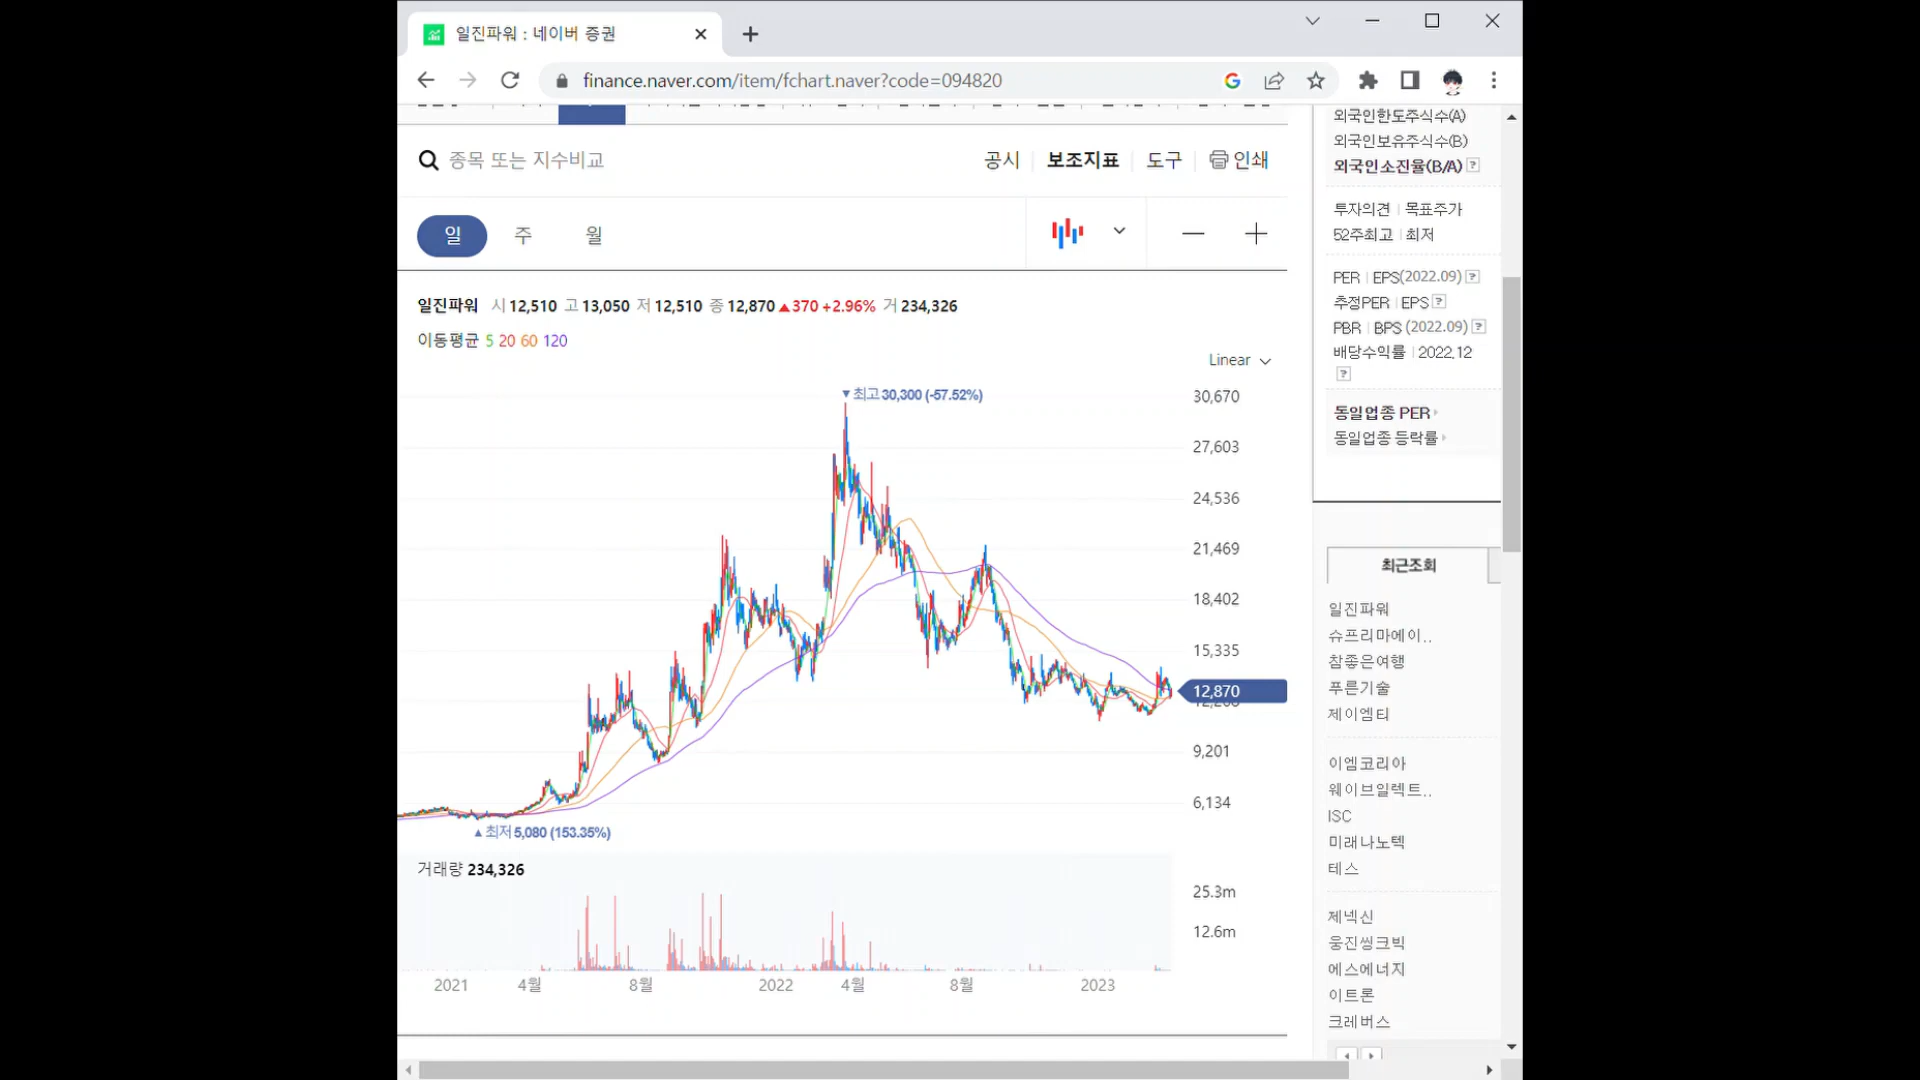 일진파워 : 네이버 증권
finance.naver.com/item/fchart.naver?code=094820
종목 또는 지수비교
공시 보조지표 도구 인쇄
일 주 월
일진파워 시 12,510 고 13,050 저 12,510 종 12,870 ▲370 +2.96% 거 234,326
이동평균 5 20 60 120
Linear
▼최고 30,300 (-57.52%)
30,670
27,603
24,536
21,469
18,402
15,335
12,870
9,201
6,134
▲최저 5,080 (153.35%)
거래량 234,326
25.3m
12.6m
2021 4월 8월 2022 4월 8월 2023
외국인한도주식수(A)
외국인보유주식수(B)
외국인소진율(B/A) ?
투자의견 | 목표주가
52주최고 | 최저
PER | EPS(2022.09) ?
추정PER | EPS ?
PBR | BPS (2022.09) ?
배당수익률 | 2022.12
?
동일업종 PER
동일업종 등락률
최근조회
일진파워
슈프리마에이..
참좋은여행
푸른기술
제이엠티
이엠코리아
웨이브일렉트..
ISC
미래나노텍
테스
제넥신
웅진씽크빅
에스에너지
이트론
크레버스